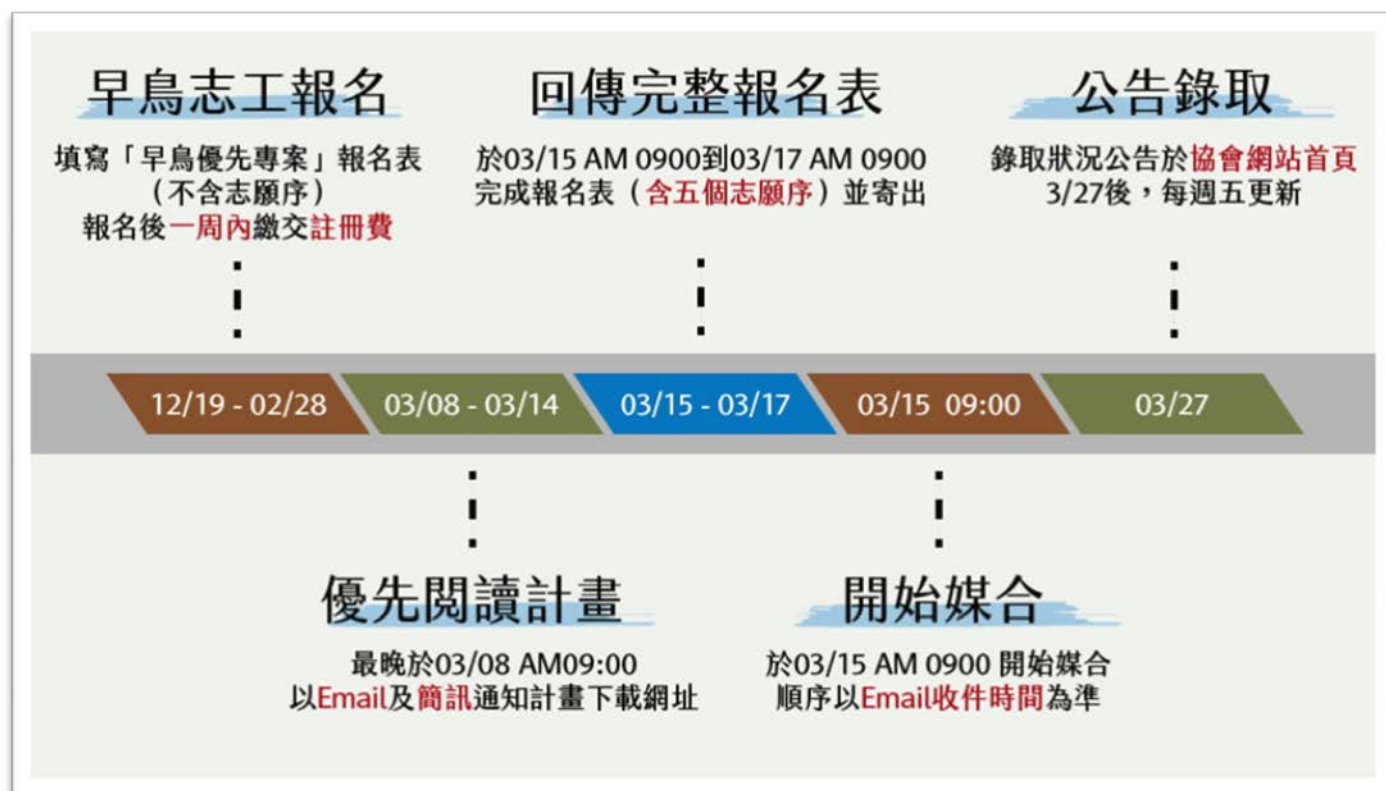 早鳥志工報名
填寫「早鳥優先專案」報名表
（不含志願序）
報名後一周內繳交註冊費
回傳完整報名表
於03/15 AM 0900到03/17 AM 0900
完成報名表（含五個志願序）並寄出
公告錄取
錄取狀況公告於協會網站首頁
3/27後，每週五更新
12/19 - 02/28
03/08 - 03/14
03/15 - 03/17
03/15 09:00
03/27
優先閱讀計畫
最晚於03/08 AM09:00
以Email及簡訊通知計畫下載網址
開始媒合
於03/15 AM 0900 開始媒合
順序以Email收件時間為準